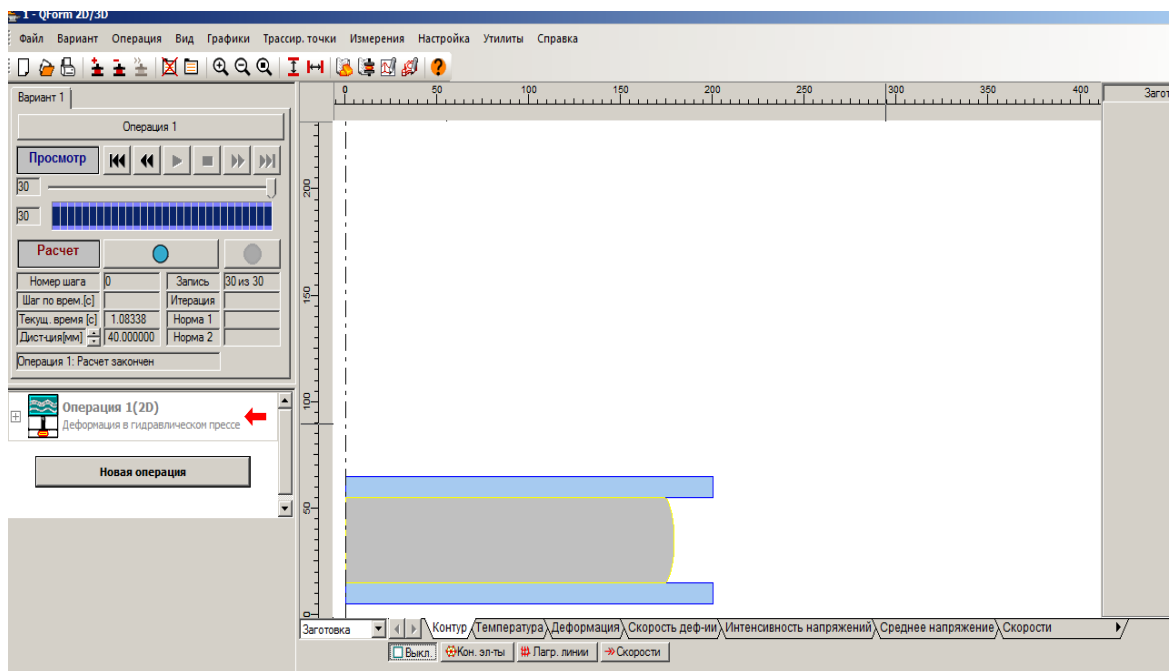 1 - QForm 2D/3D
Файл Вариант Операция Вид Графики Трассир. точки Измерения Настройка Утилиты Справка
Вариант 1
Операция 1
Просмотр
30
30
Расчет
Номер шага 0 Запись 30 из 30
Шаг по врем.[с] Итерация
Текущ. время [с] 1.08338 Норма 1
Дист-ция[мм] 40.000000 Норма 2
Операция 1: Расчет закончен
Операция 1(2D)
Деформация в гидравлическом прессе
Новая операция
0 50 100 150 200 250 300 350 400
Загот
200
150
100
50
0
Заготовка Контур Температура Деформация Скорость деф-ии Интенсивность напряжений Среднее напряжение Скорости
Выкл. Кон. эл-ты Лагр. линии Скорости